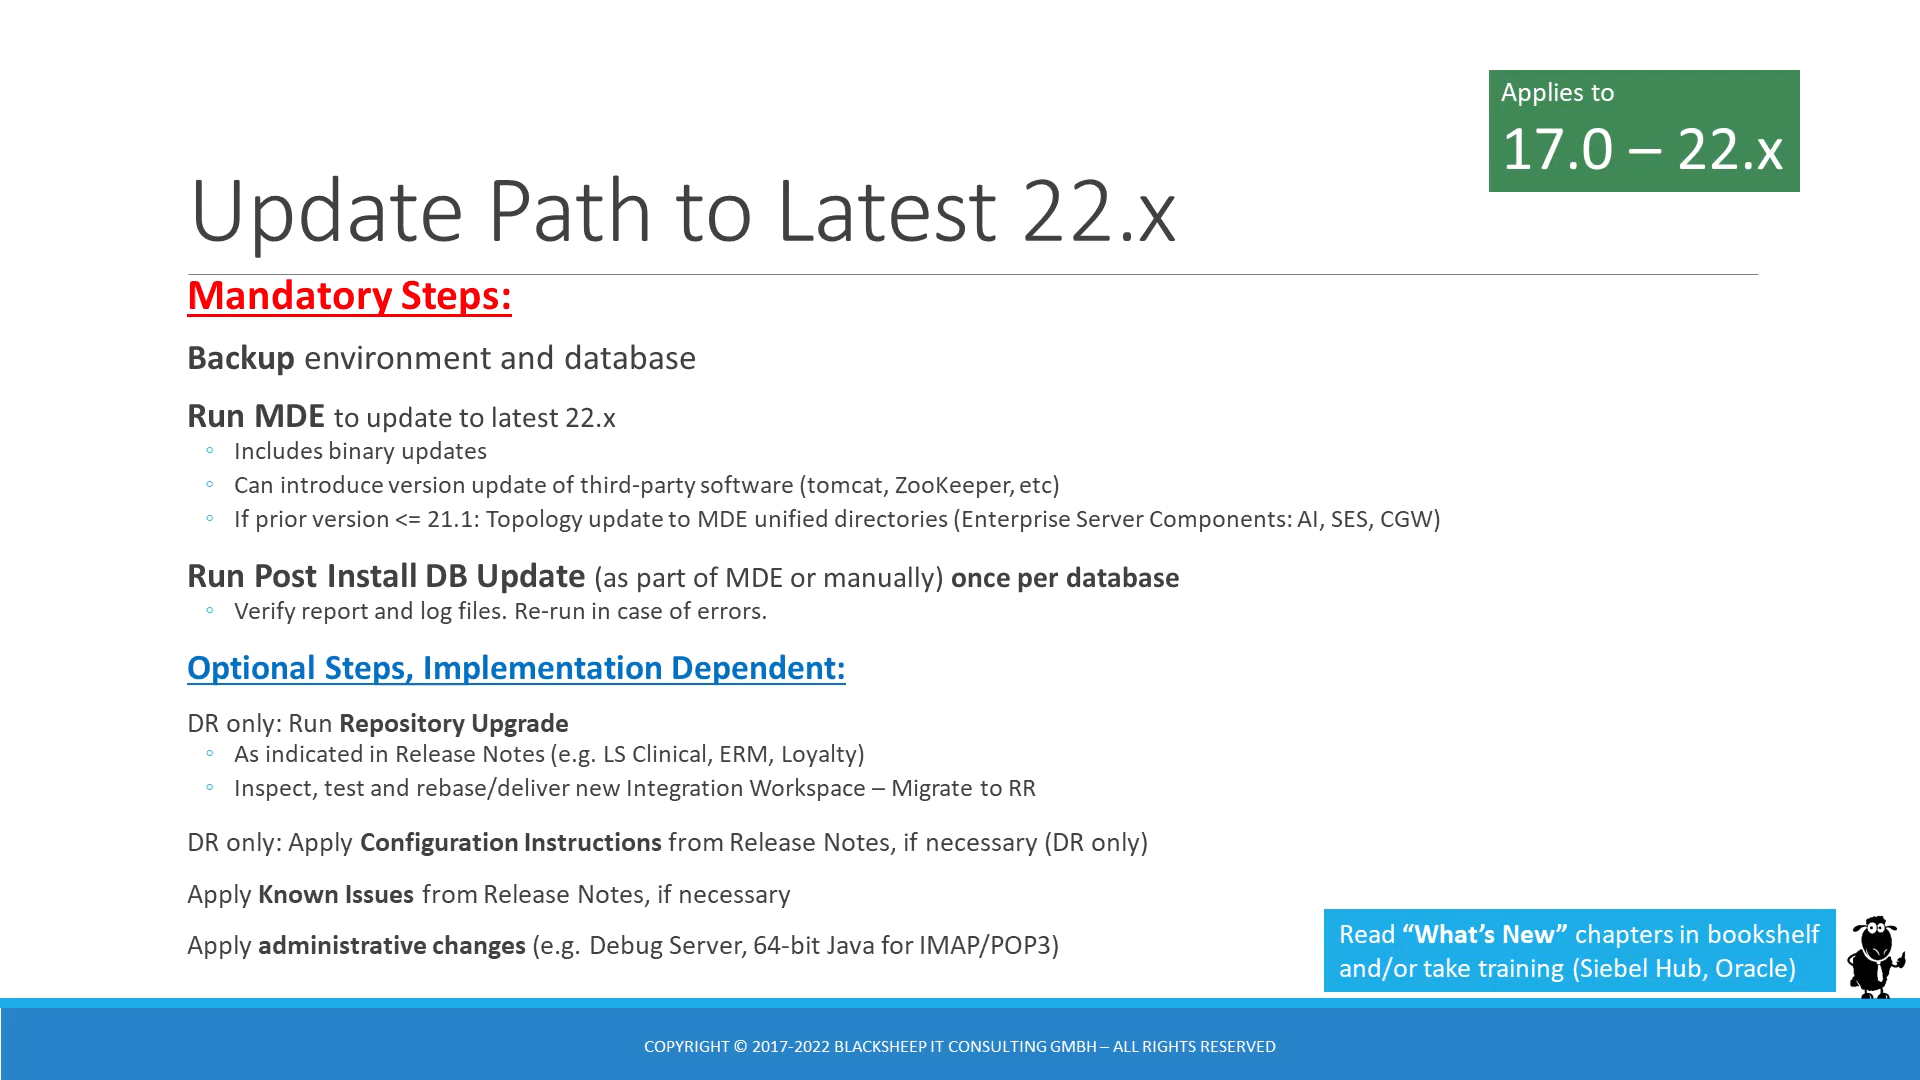 Applies to
17.0 – 22.x
Update Path to Latest 22.x
Mandatory Steps:
Backup environment and database
Run MDE to update to latest 22.x
◦ Includes binary updates
◦ Can introduce version update of third-party software (tomcat, ZooKeeper, etc)
◦ If prior version <= 21.1: Topology update to MDE unified directories (Enterprise Server Components: AI, SES, CGW)
Run Post Install DB Update (as part of MDE or manually) once per database
◦ Verify report and log files. Re-run in case of errors.
Optional Steps, Implementation Dependent:
DR only: Run Repository Upgrade
◦ As indicated in Release Notes (e.g. LS Clinical, ERM, Loyalty)
◦ Inspect, test and rebase/deliver new Integration Workspace – Migrate to RR
DR only: Apply Configuration Instructions from Release Notes, if necessary (DR only)
Apply Known Issues from Release Notes, if necessary
Apply administrative changes (e.g. Debug Server, 64-bit Java for IMAP/POP3)
Read “What’s New” chapters in bookshelf
and/or take training (Siebel Hub, Oracle)
COPYRIGHT © 2017-2022 BLACKSHEEP IT CONSULTING GMBH – ALL RIGHTS RESERVED